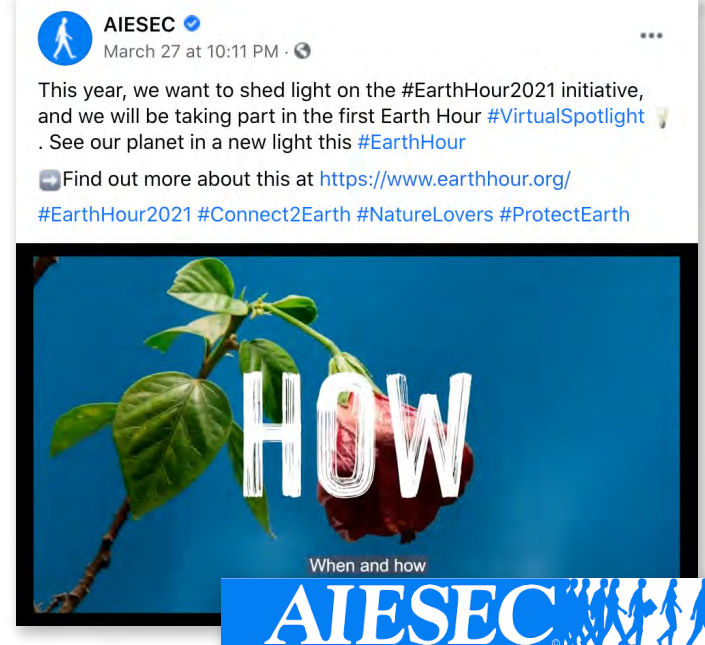 AIESEC
March 27 at 10:11 PM ·
This year, we want to shed light on the #EarthHour2021 initiative,
and we will be taking part in the first Earth Hour #VirtualSpotlight
. See our planet in a new light this #EarthHour
Find out more about this at https://www.earthhour.org/
#EarthHour2021 #Connect2Earth #NatureLovers #ProtectEarth
HOW
When and how
AIESEC